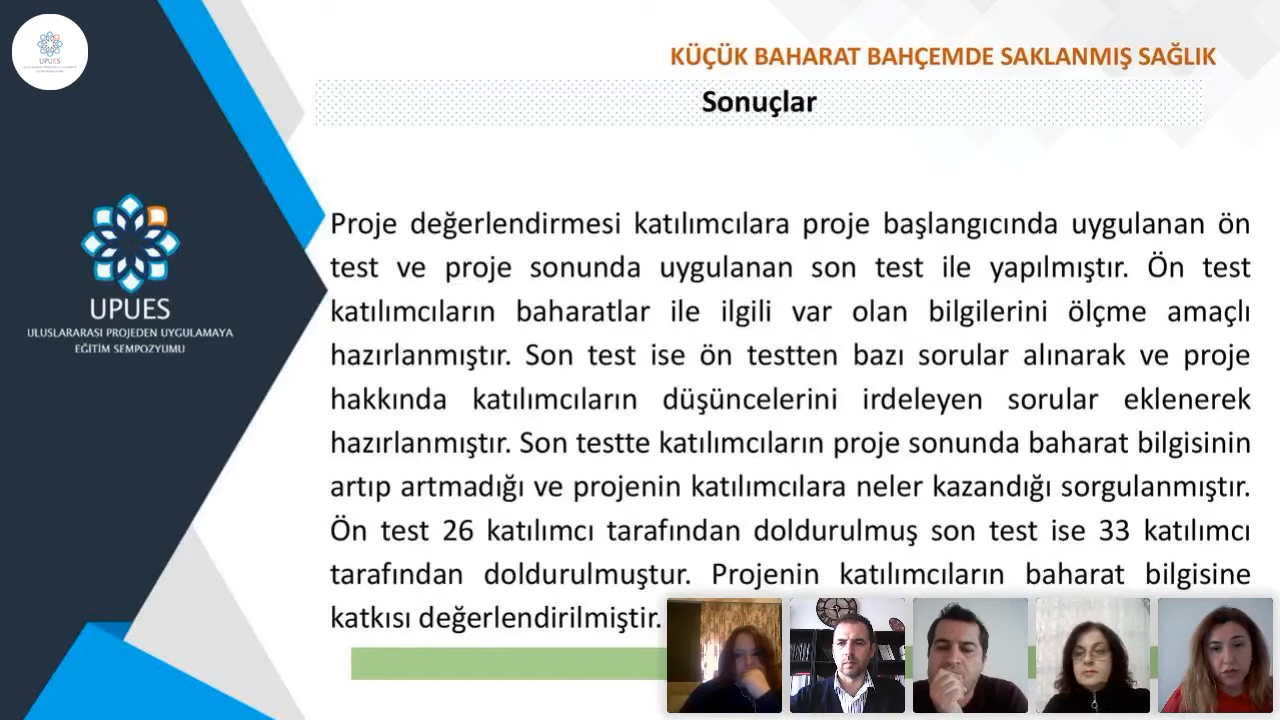 UPUES
KÜÇÜK BAHARAT BAHÇEMDE SAKLANMIŞ SAĞLIK
Sonuçlar
UPUES
ULUSLARARASI PROJEDEN UYGULAMAYA
EĞİTİM SEMPOZYUMU
Proje değerlendirmesi katılımcılara proje başlangıcında uygulanan ön
test ve proje sonunda uygulanan son test ile yapılmıştır. Ön test
katılımcıların baharatlar ile ilgili var olan bilgilerini ölçme amaçlı
hazırlanmıştır. Son test ise ön testten bazı sorular alınarak ve proje
hakkında katılımcıların düşüncelerini irdeleyen sorular eklenerek
hazırlanmıştır. Son testte katılımcıların proje sonunda baharat bilgisinin
artıp artmadığı ve projenin katılımcılara neler kazandığı sorgulanmıştır.
Ön test 26 katılımcı tarafından doldurulmuş son test ise 33 katılımcı
tarafından doldurulmuştur. Projenin katılımcıların baharat bilgisine
katkısı değerlendirilmiştir.